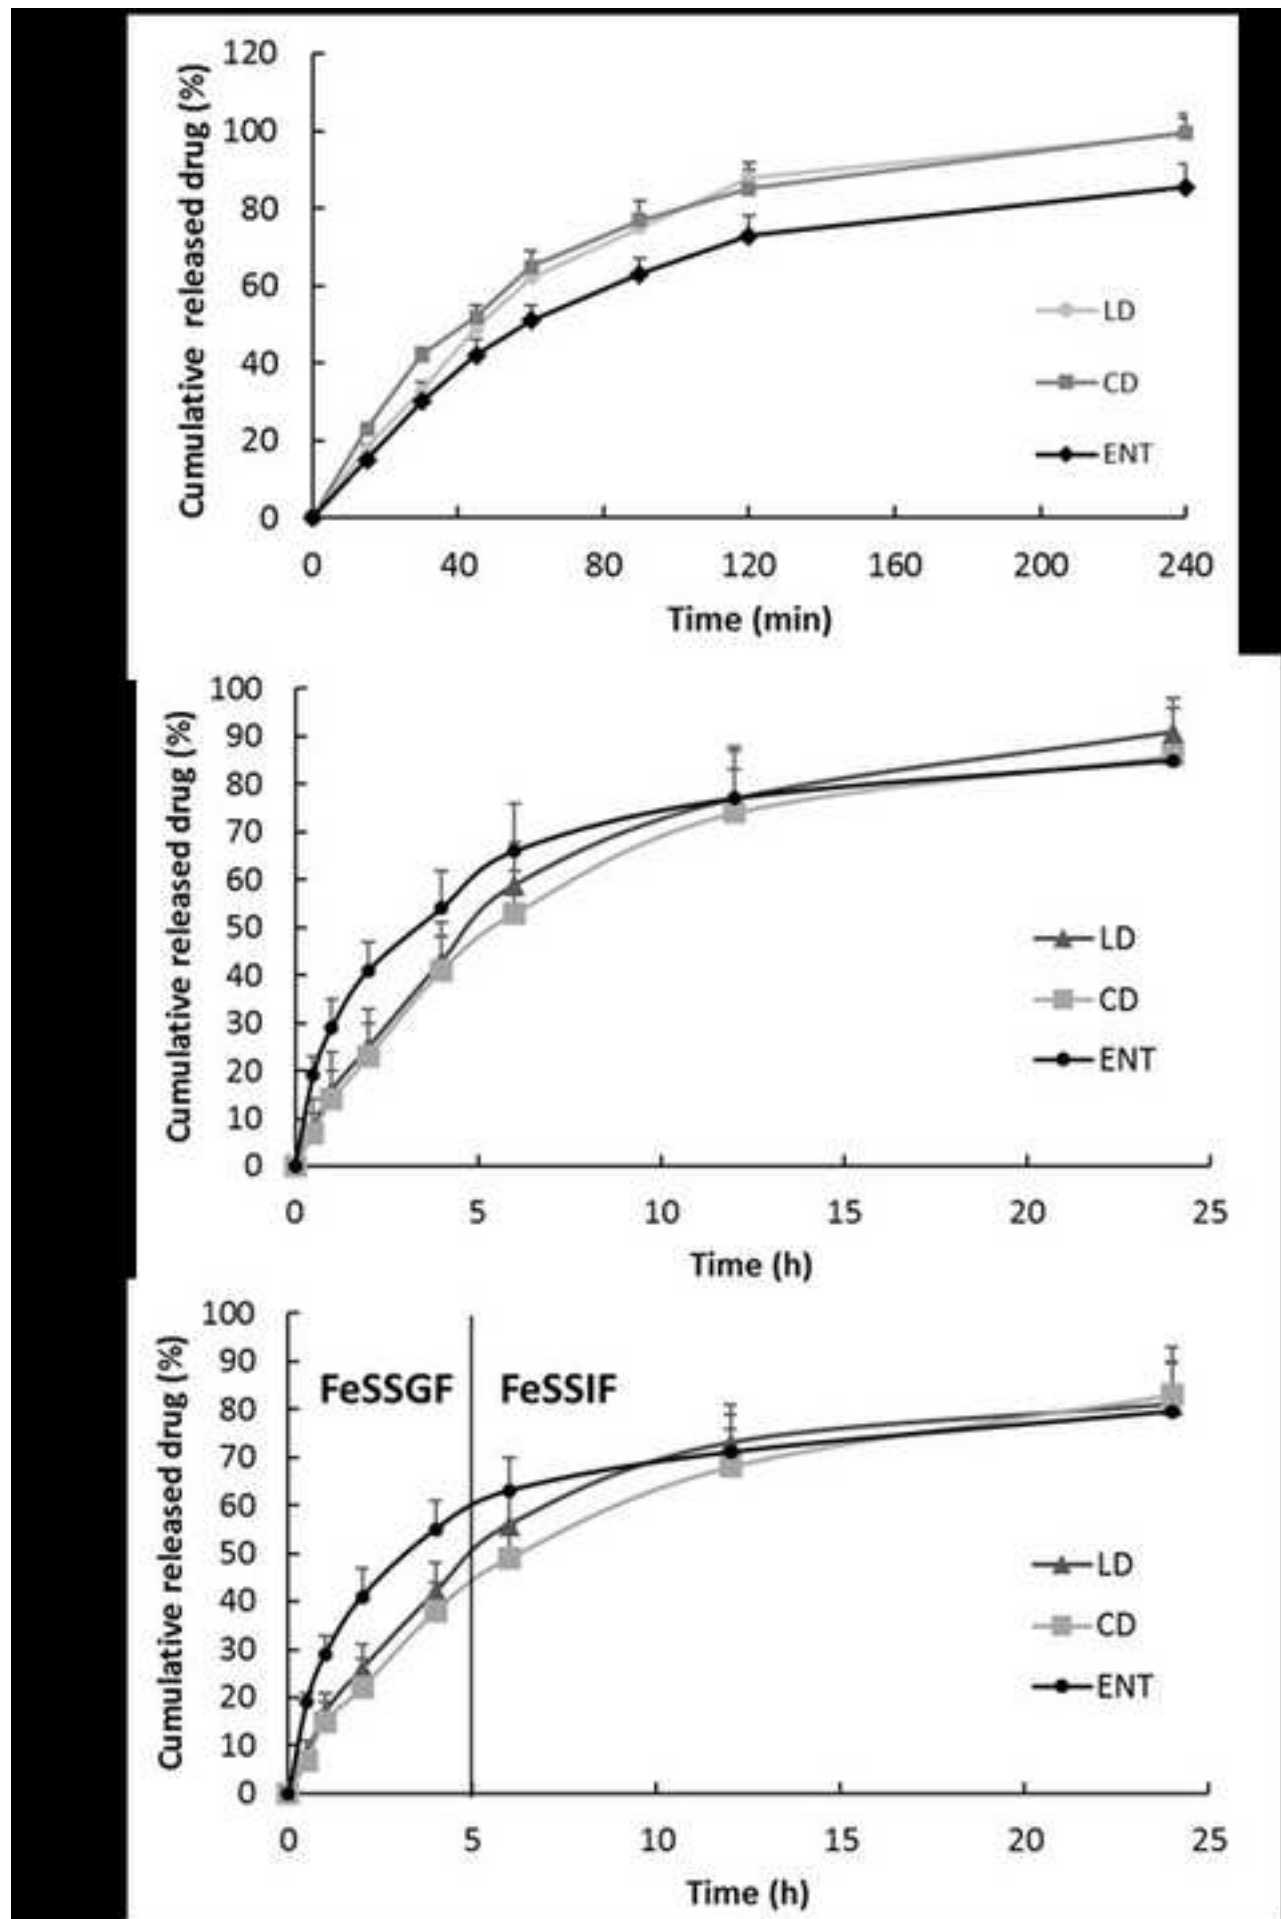 Cumulative released drug (%)
120
100
80
60
40
20
0
LD
CD
ENT
0 40 80 120 160 200 240
Time (min)
Cumulative released drug (%)
100
90
80
70
60
50
40
30
20
10
0
LD
CD
ENT
0 5 10 15 20 25
Time (h)
Cumulative released drug (%)
100
90
80
70
60
50
40
30
20
10
0
FeSSGF FeSSIF
LD
CD
ENT
0 5 10 15 20 25
Time (h)